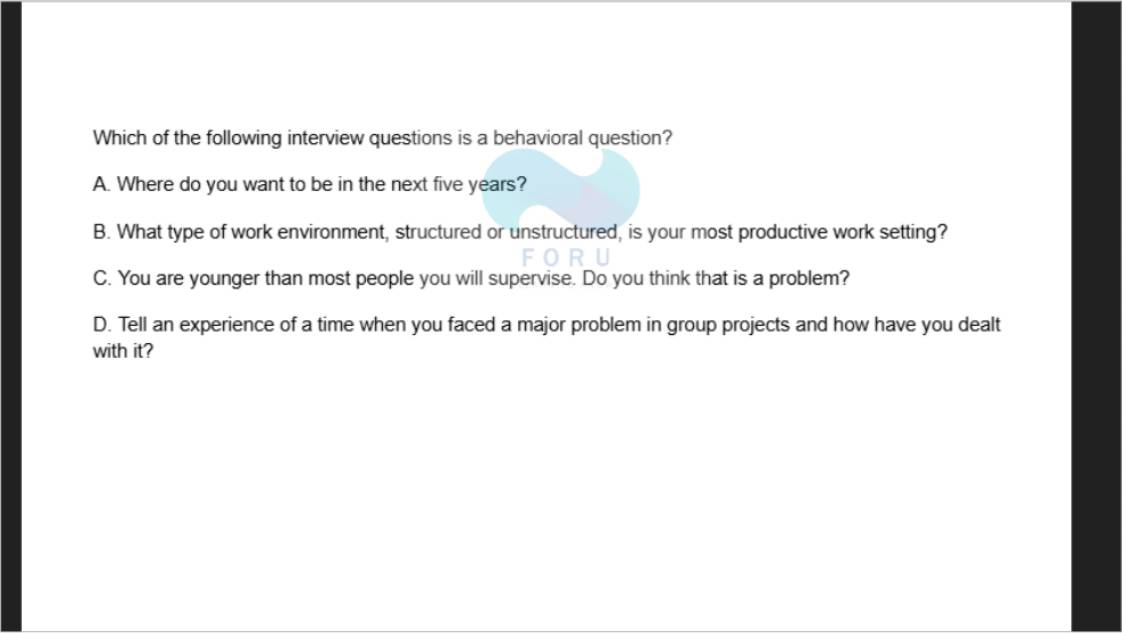 Which of the following interview questions is a behavioral question?
A. Where do you want to be in the next five years?
B. What type of work environment, structured or unstructured, is your most productive work setting?
FORU
C. You are younger than most people you will supervise. Do you think that is a problem?
D. Tell an experience of a time when you faced a major problem in group projects and how have you dealt
with it?